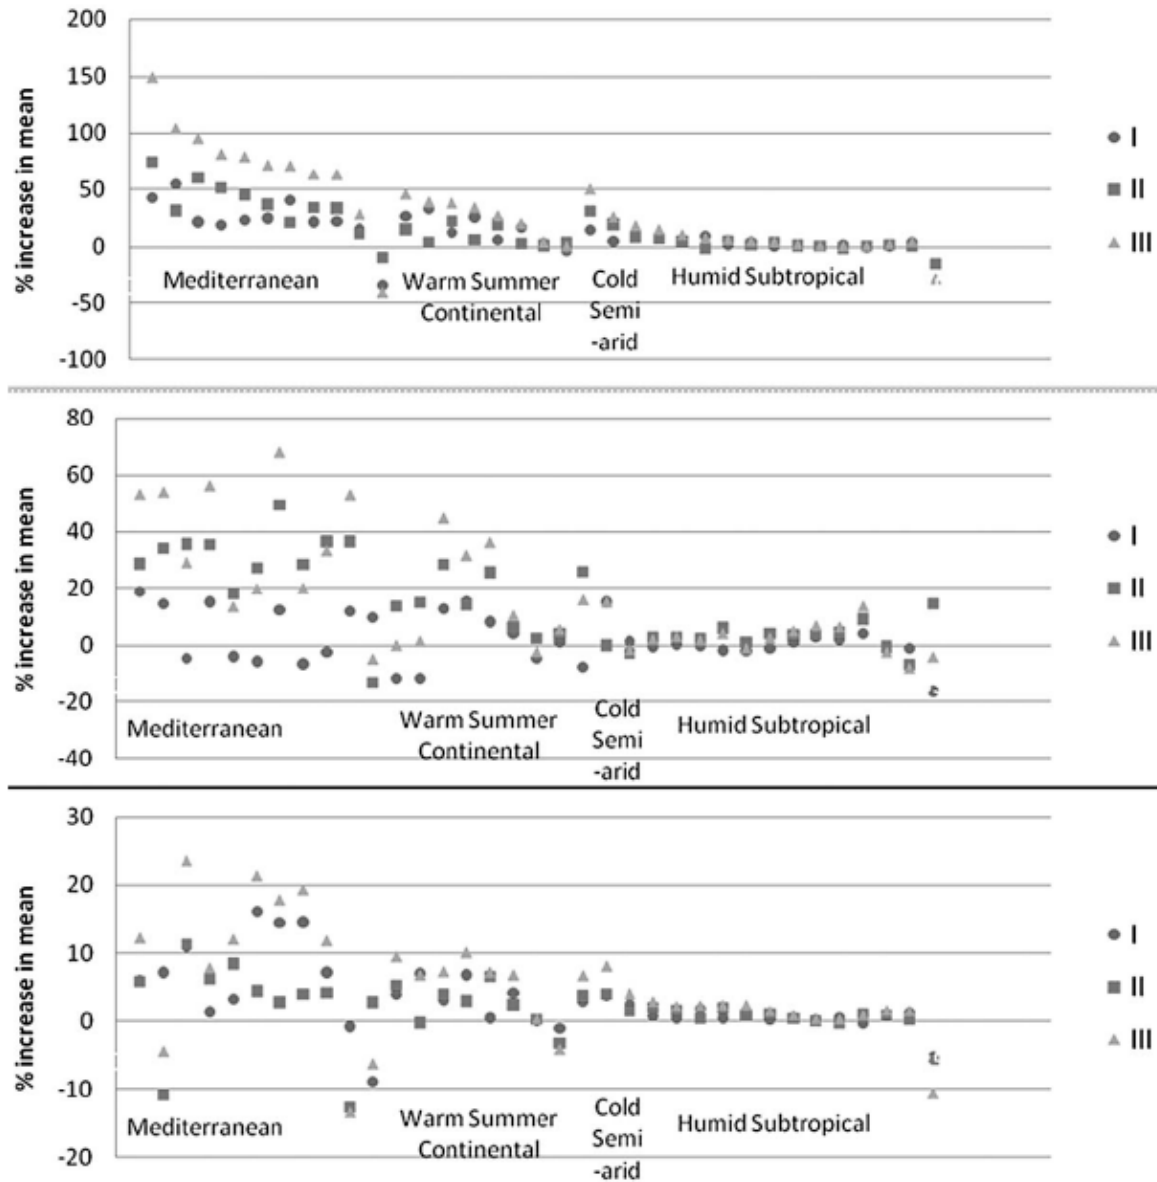 200
150
100
50
0
-50
-100
% increase in mean
Mediterranean
Warm Summer
Continental
Cold
Semi
-arid
Humid Subtropical
I
II
III
80
60
40
20
0
-20
-40
% increase in mean
Mediterranean
Warm Summer
Continental
Cold
Semi
-arid
Humid Subtropical
I
II
III
30
20
10
0
-10
-20
% increase in mean
Mediterranean
Warm Summer
Continental
Cold
Semi
-arid
Humid Subtropical
I
II
III